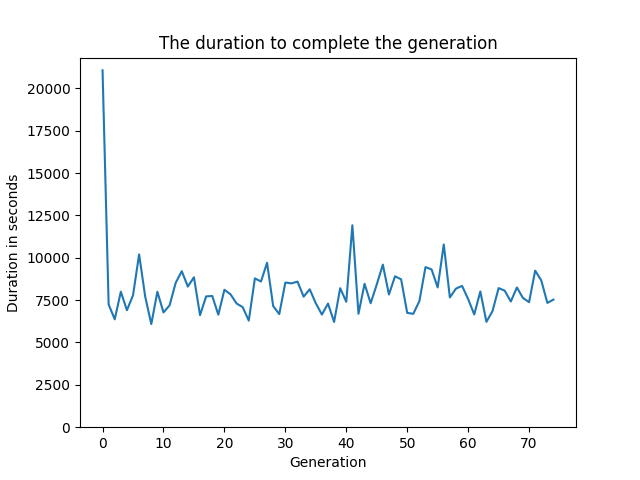 The duration to complete the generation
Duration in seconds
20000
17500
15000
12500
10000
7500
5000
2500
0
0 10 20 30 40 50 60 70
Generation